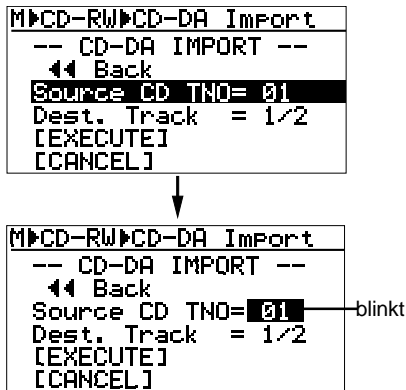 M▶CD-RW▶CD-DA Import
-- CD-DA IMPORT --
◀◀ Back
Source CD TNO= 01
Dest. Track = 1/2
[EXECUTE]
[CANCEL]
M▶CD-RW▶CD-DA Import
-- CD-DA IMPORT --
◀◀ Back
Source CD TNO= 01 blinkt
Dest. Track = 1/2
[EXECUTE]
[CANCEL]